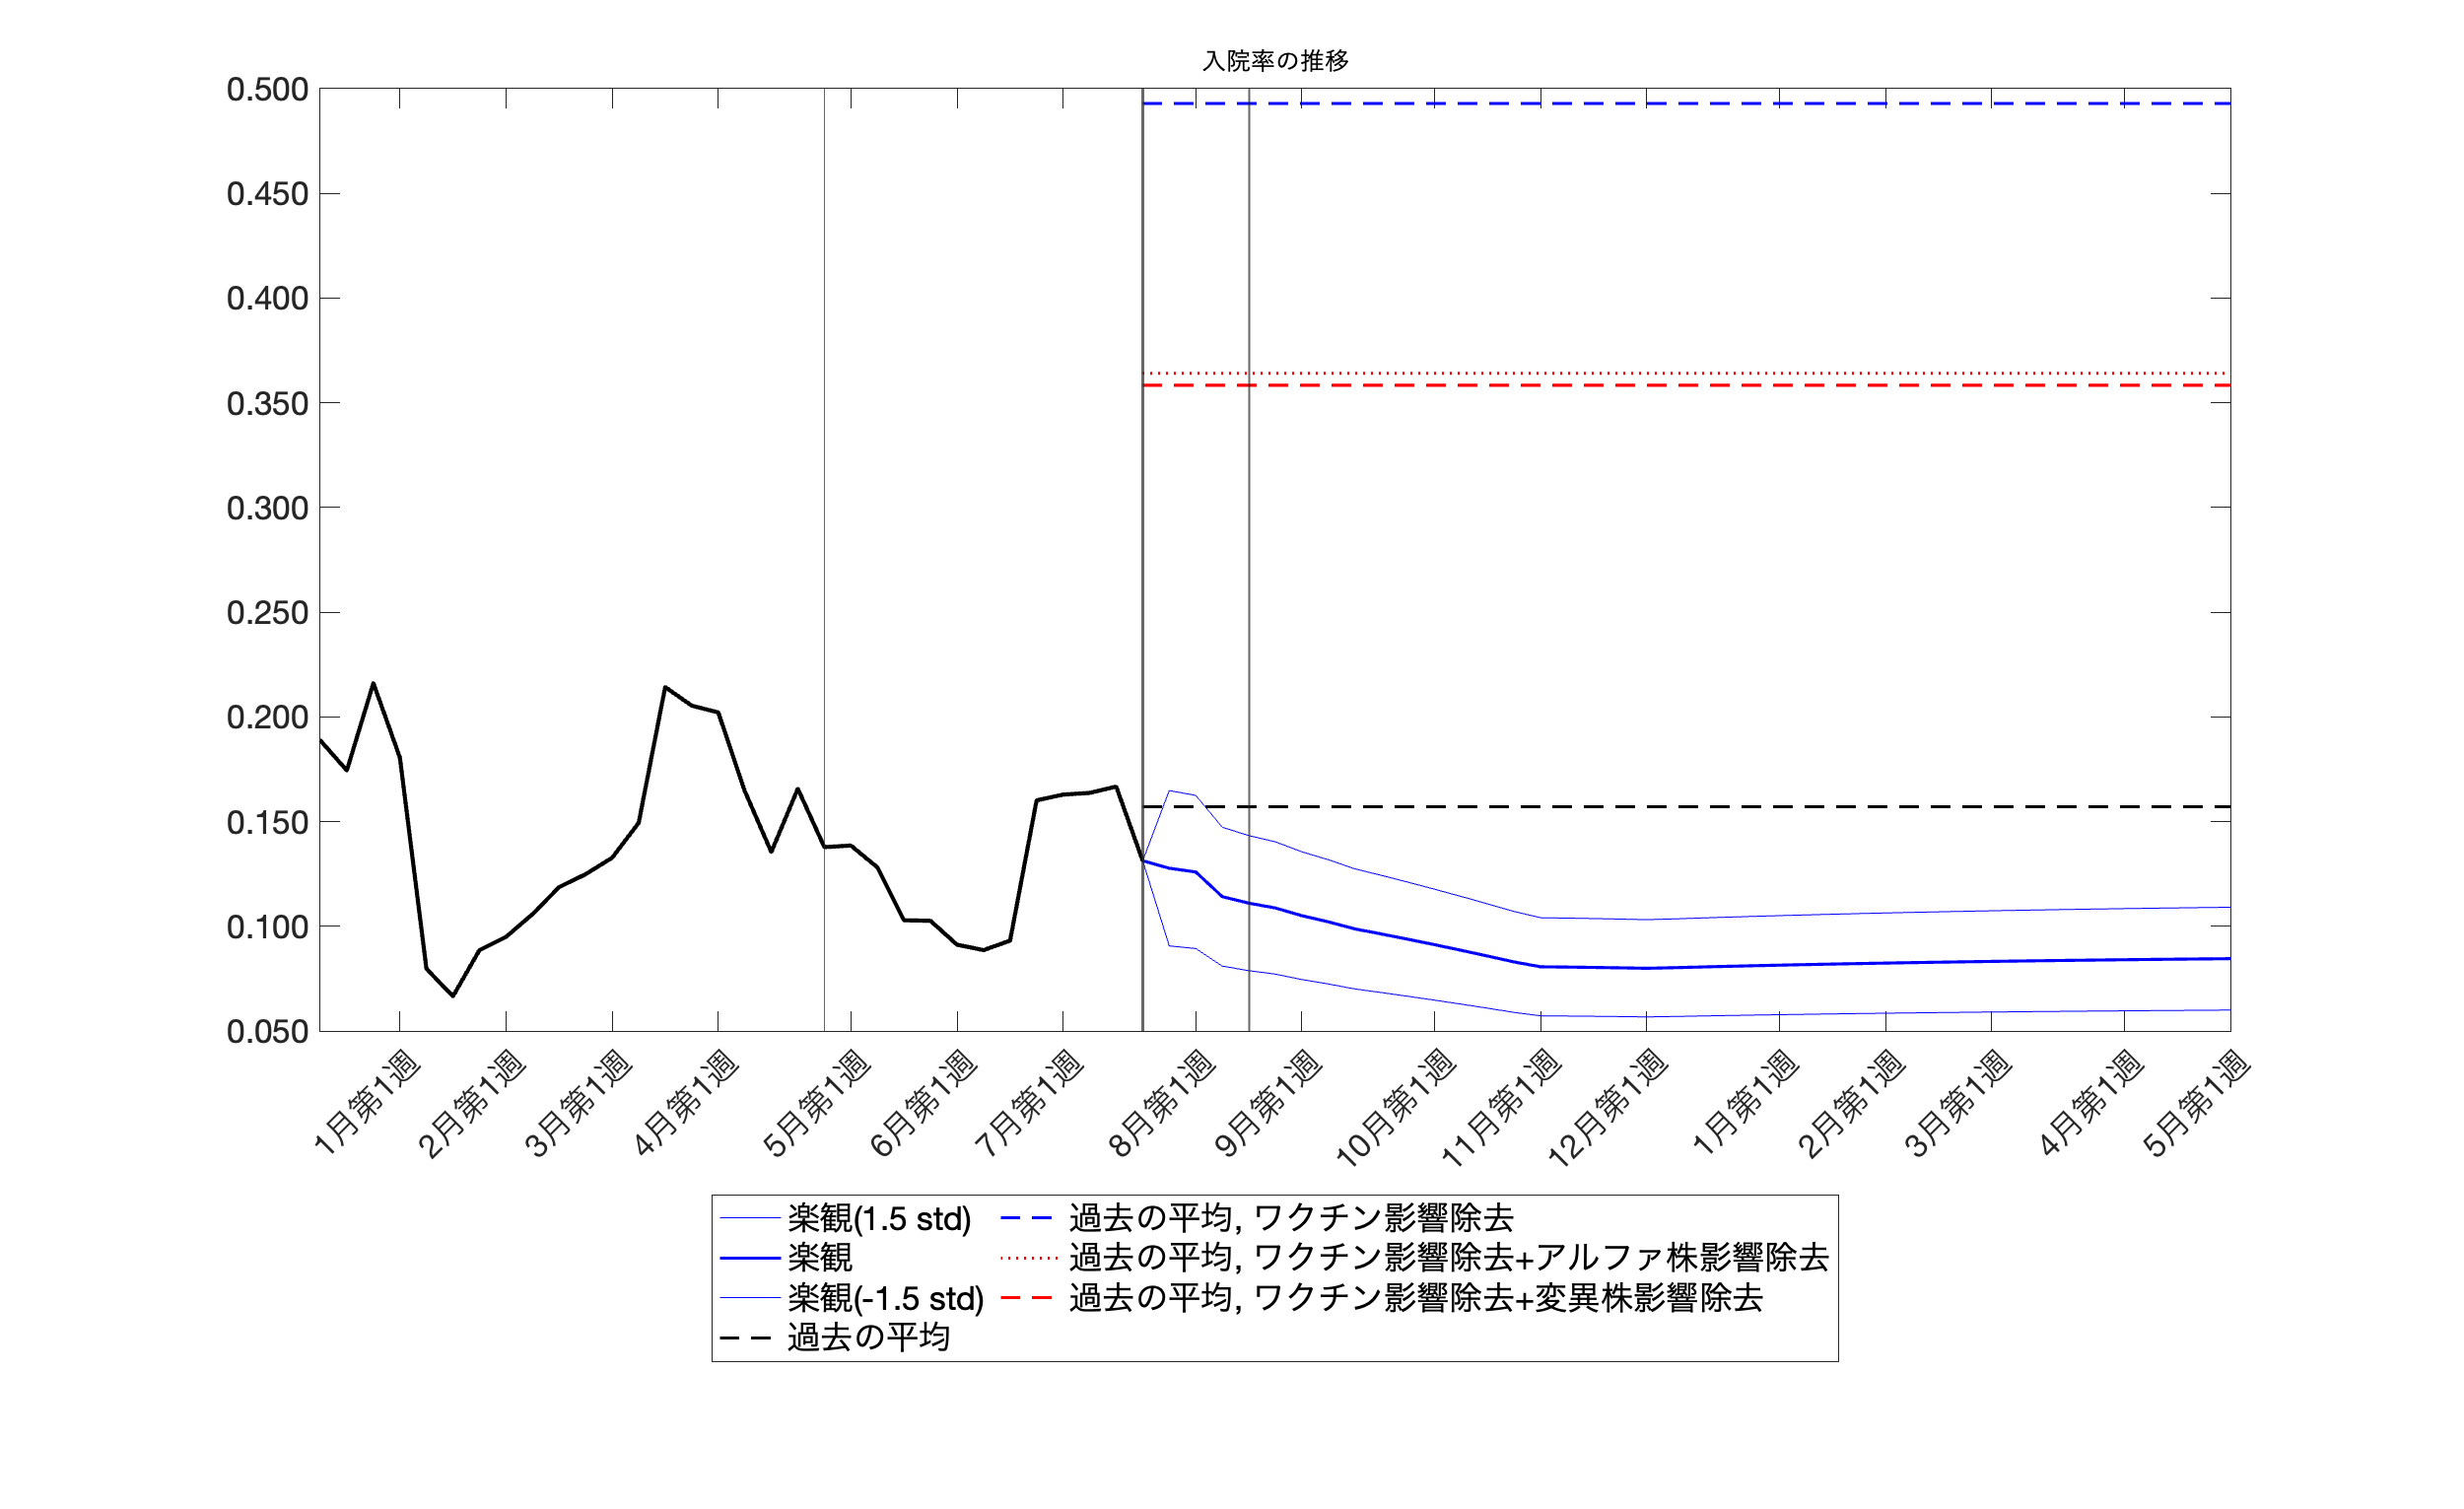 入院率の推移
0.500
0.450
0.400
0.350
0.300
0.250
0.200
0.150
0.100
0.050
1月第1週
2月第1週
3月第1週
4月第1週
5月第1週
6月第1週
7月第1週
8月第1週
9月第1週
10月第1週
11月第1週
12月第1週
1月第1週
2月第1週
3月第1週
4月第1週
5月第1週
楽観(1.5 std)
楽観
楽観(-1.5 std)
過去の平均
過去の平均, ワクチン影響除去
過去の平均, ワクチン影響除去+アルファ株影響除去
過去の平均, ワクチン影響除去+変異株影響除去